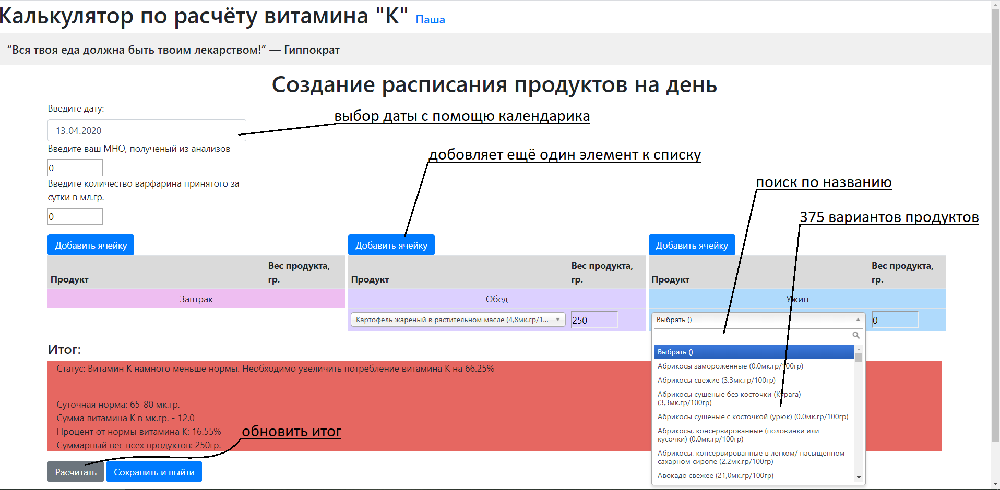 Калькулятор по расчёту витамина "К" Паша
“Вся твоя еда должна быть твоим лекарством!” — Гиппократ
Создание расписания продуктов на день
Введите дату:
выбор даты с помощю календарика
13.04.2020
Введите ваш МНО, полученый из анализов
добовляет ещё один элемент к списку
0
Введите количество варфарина принятого за
сутки в мл.гр.
поиск по названию
0
375 вариантов продуктов
Добавить ячейку
Добавить ячейку
Добавить ячейку
Продукт
Вес продукта,
гр.
Продукт
Вес продукта,
гр.
Продукт
Вес продукта,
гр.
Завтрак
Обед
Ужин
Картофель жареный в растительном масле (4,8мк.гр/1...
250
Выбрать ()
0
Выбрать ()
Абрикосы замороженные (0.0мк.гр/100гр)
Абрикосы свежие (3,3мк.гр/100гр)
Абрикосы сушеные без косточки (Курага)
(3,3мк.гр/100гр)
Абрикосы сушеные с косточкой (урюк) (0.0мк.гр/100гр)
Абрикосы, консервированные (половинки или
кусочки) (0.0мк.гр/100гр)
Абрикосы, консервированные в легком/ насыщенном
сахарном сиропе (2,2мк.гр/100гр)
Авокадо свежее (21,0мк.гр/100гр)
Итог:
Статус: Витамин К намного меньше нормы. Необходимо увеличить потребление витамина К на 66.25%
Суточная норма: 65-80 мк.гр.
Сумма витамина К в мк.гр. - 12.0
Процент от нормы витамина К: 16.55%
обновить итог
Суммарный вес всех продуктов: 250гр.
Расчитать
Сохранить и выйти